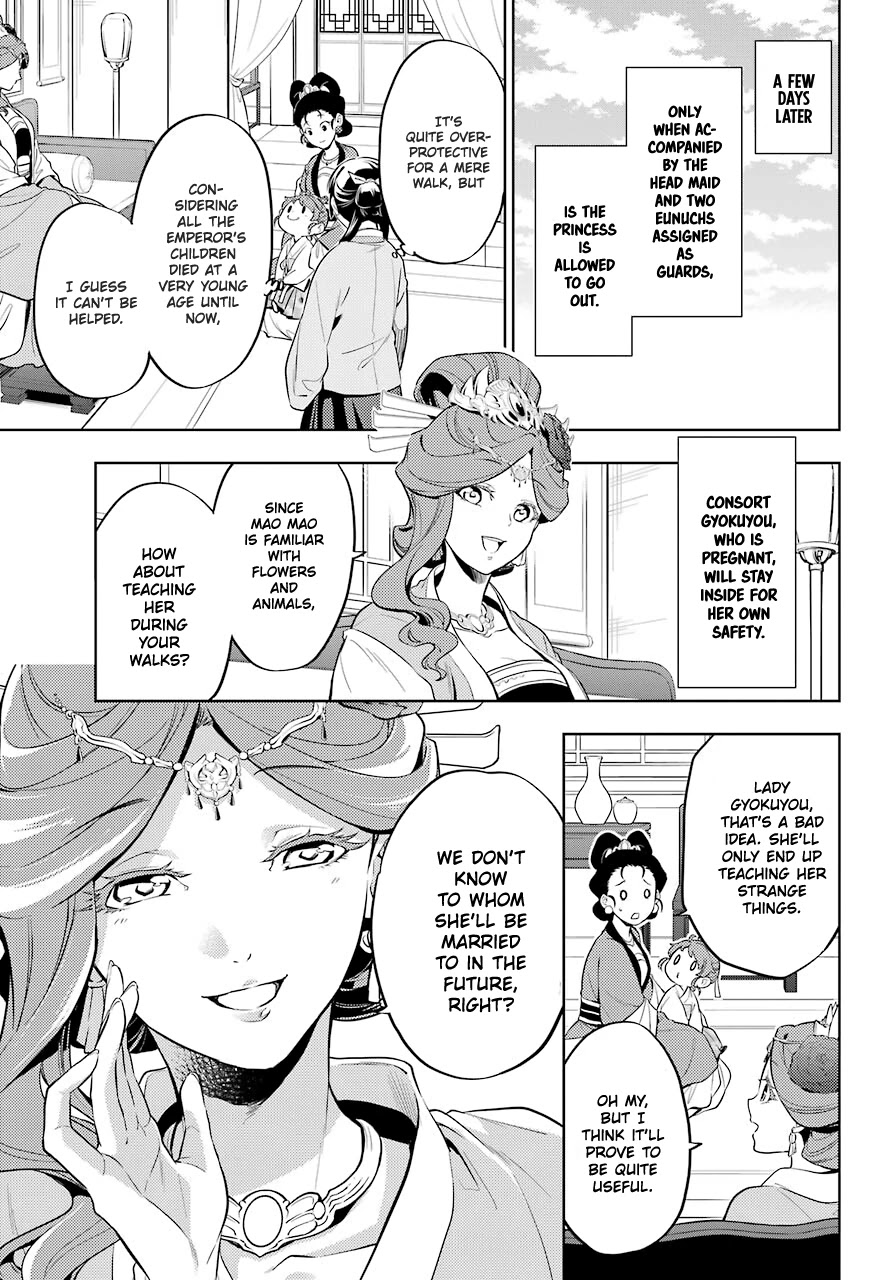 A FEW
DAYS
LATER
ONLY
WHEN AC-
COMPANIED
BY THE
HEAD MAID
AND TWO
EUNUCHS
ASSIGNED
AS
GUARDS,
IS THE
PRINCESS
IS
ALLOWED
TO GO
OUT.
IT'S
QUITE OVER-
PROTECTIVE
FOR A MERE
WALK, BUT
CON-
SIDERING
ALL THE
EMPEROR'S
CHILDREN
DIED AT A
VERY YOUNG
AGE UNTIL
NOW,
I GUESS
IT CAN'T BE
HELPED.
CONSORT
GYOKUYOU,
WHO IS
PREGNANT,
WILL STAY
INSIDE FOR
HER OWN
SAFETY.
SINCE
MAO MAO
IS FAMILIAR
WITH
FLOWERS
AND
ANIMALS,
HOW
ABOUT
TEACHING
HER
DURING
YOUR
WALKS?
LADY
GYOKUYOU,
THAT'S A BAD
IDEA. SHE'LL
ONLY END UP
TEACHING HER
STRANGE
THINGS.
OH MY,
BUT I
THINK IT'LL
PROVE TO
BE QUITE
USEFUL.
WE DON'T
KNOW
TO WHOM
SHE'LL BE
MARRIED
TO IN THE
FUTURE,
RIGHT?